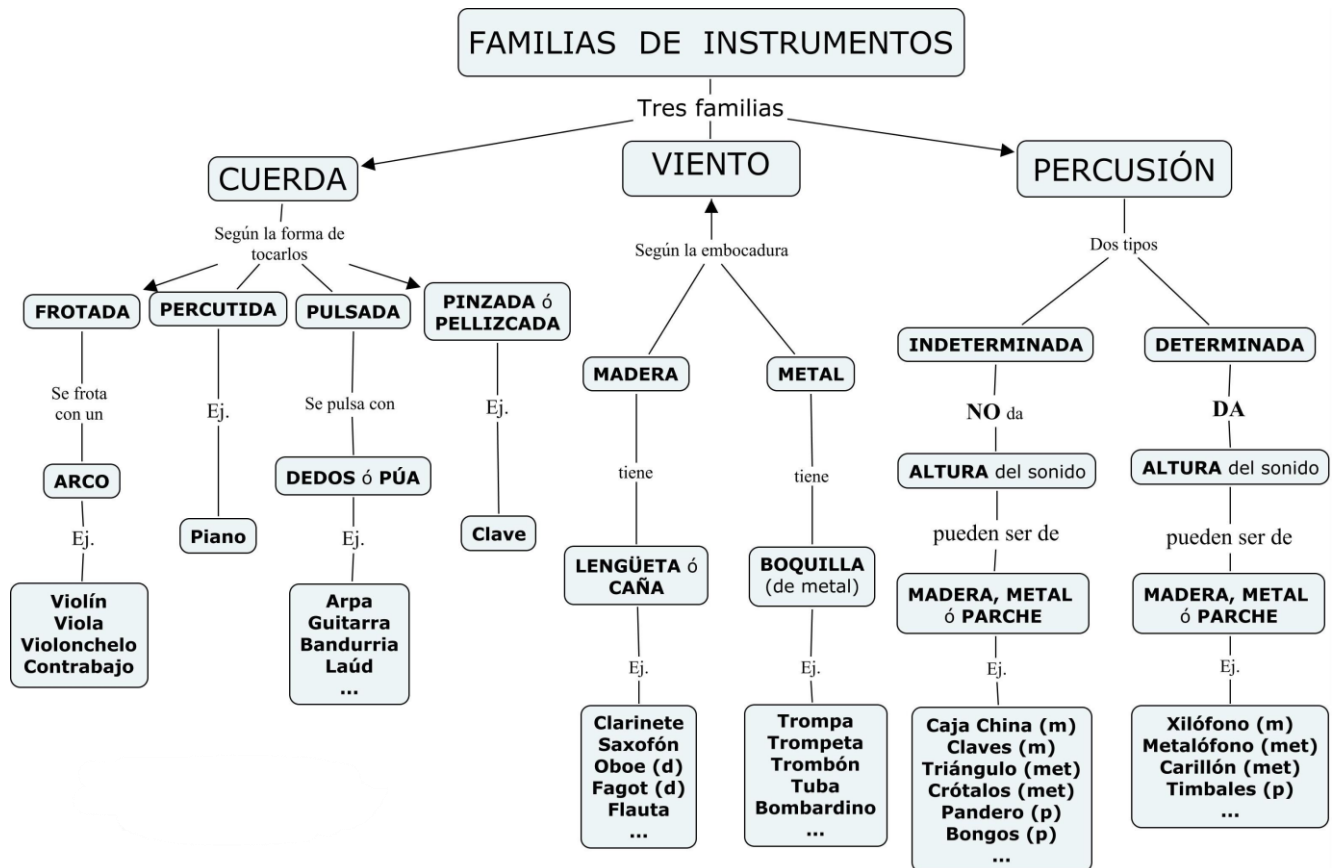 FAMILIAS DE INSTRUMENTOS
Tres familias
CUERDA
Según la forma de
tocarlos
FROTADA
Se frota
con un
ARCO
Ej.
Violín
Viola
Violonchelo
Contrabajo
PERCUTIDA
Ej.
Piano
PULSADA
Se pulsa con
DEDOS ó PÚA
Ej.
Arpa
Guitarra
Bandurria
Laúd
...
PINZADA ó
PELLIZCADA
Ej.
Clave
VIENTO
Según la embocadura
MADERA
tiene
LENGÜETA ó
CAÑA
Ej.
Clarinete
Saxofón
Oboe (d)
Fagot (d)
Flauta
...
METAL
tiene
BOQUILLA
(de metal)
Ej.
Trompa
Trompeta
Trombón
Tuba
Bombardino
...
PERCUSIÓN
Dos tipos
INDETERMINADA
NO da
ALTURA del sonido
pueden ser de
MADERA, METAL
ó PARCHE
Ej.
Caja China (m)
Claves (m)
Triángulo (met)
Crótalos (met)
Pandero (p)
Bongos (p)
...
DETERMINADA
DA
ALTURA del sonido
pueden ser de
MADERA, METAL
ó PARCHE
Ej.
Xilófono (m)
Metalófono (met)
Carillón (met)
Timbales (p)
...